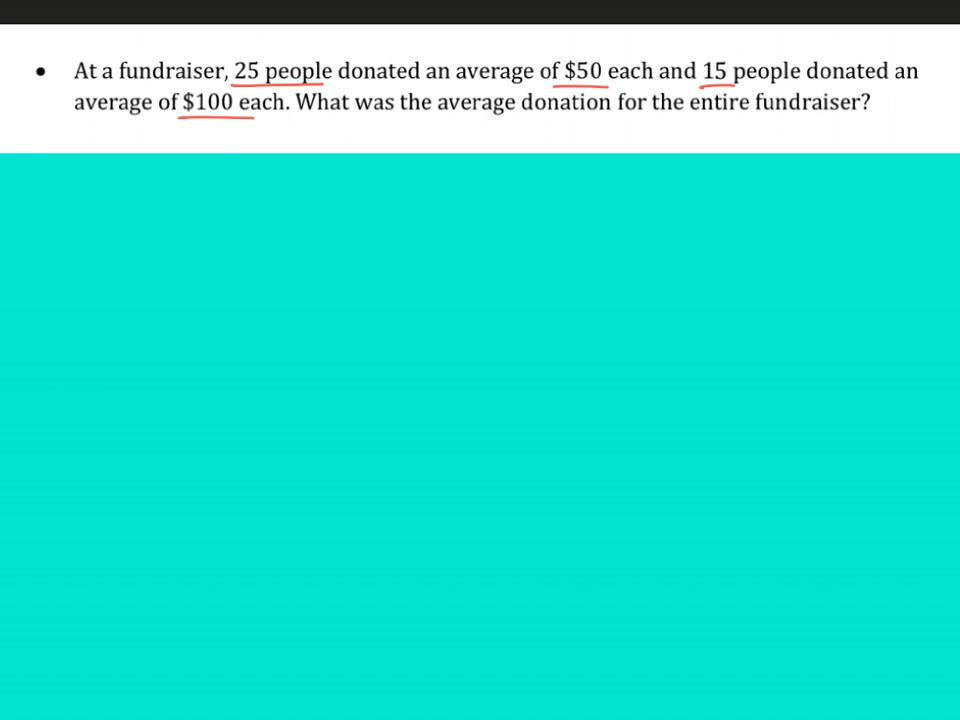 • At a fundraiser, 25 people donated an average of $50 each and 15 people donated an
average of $100 each. What was the average donation for the entire fundraiser?